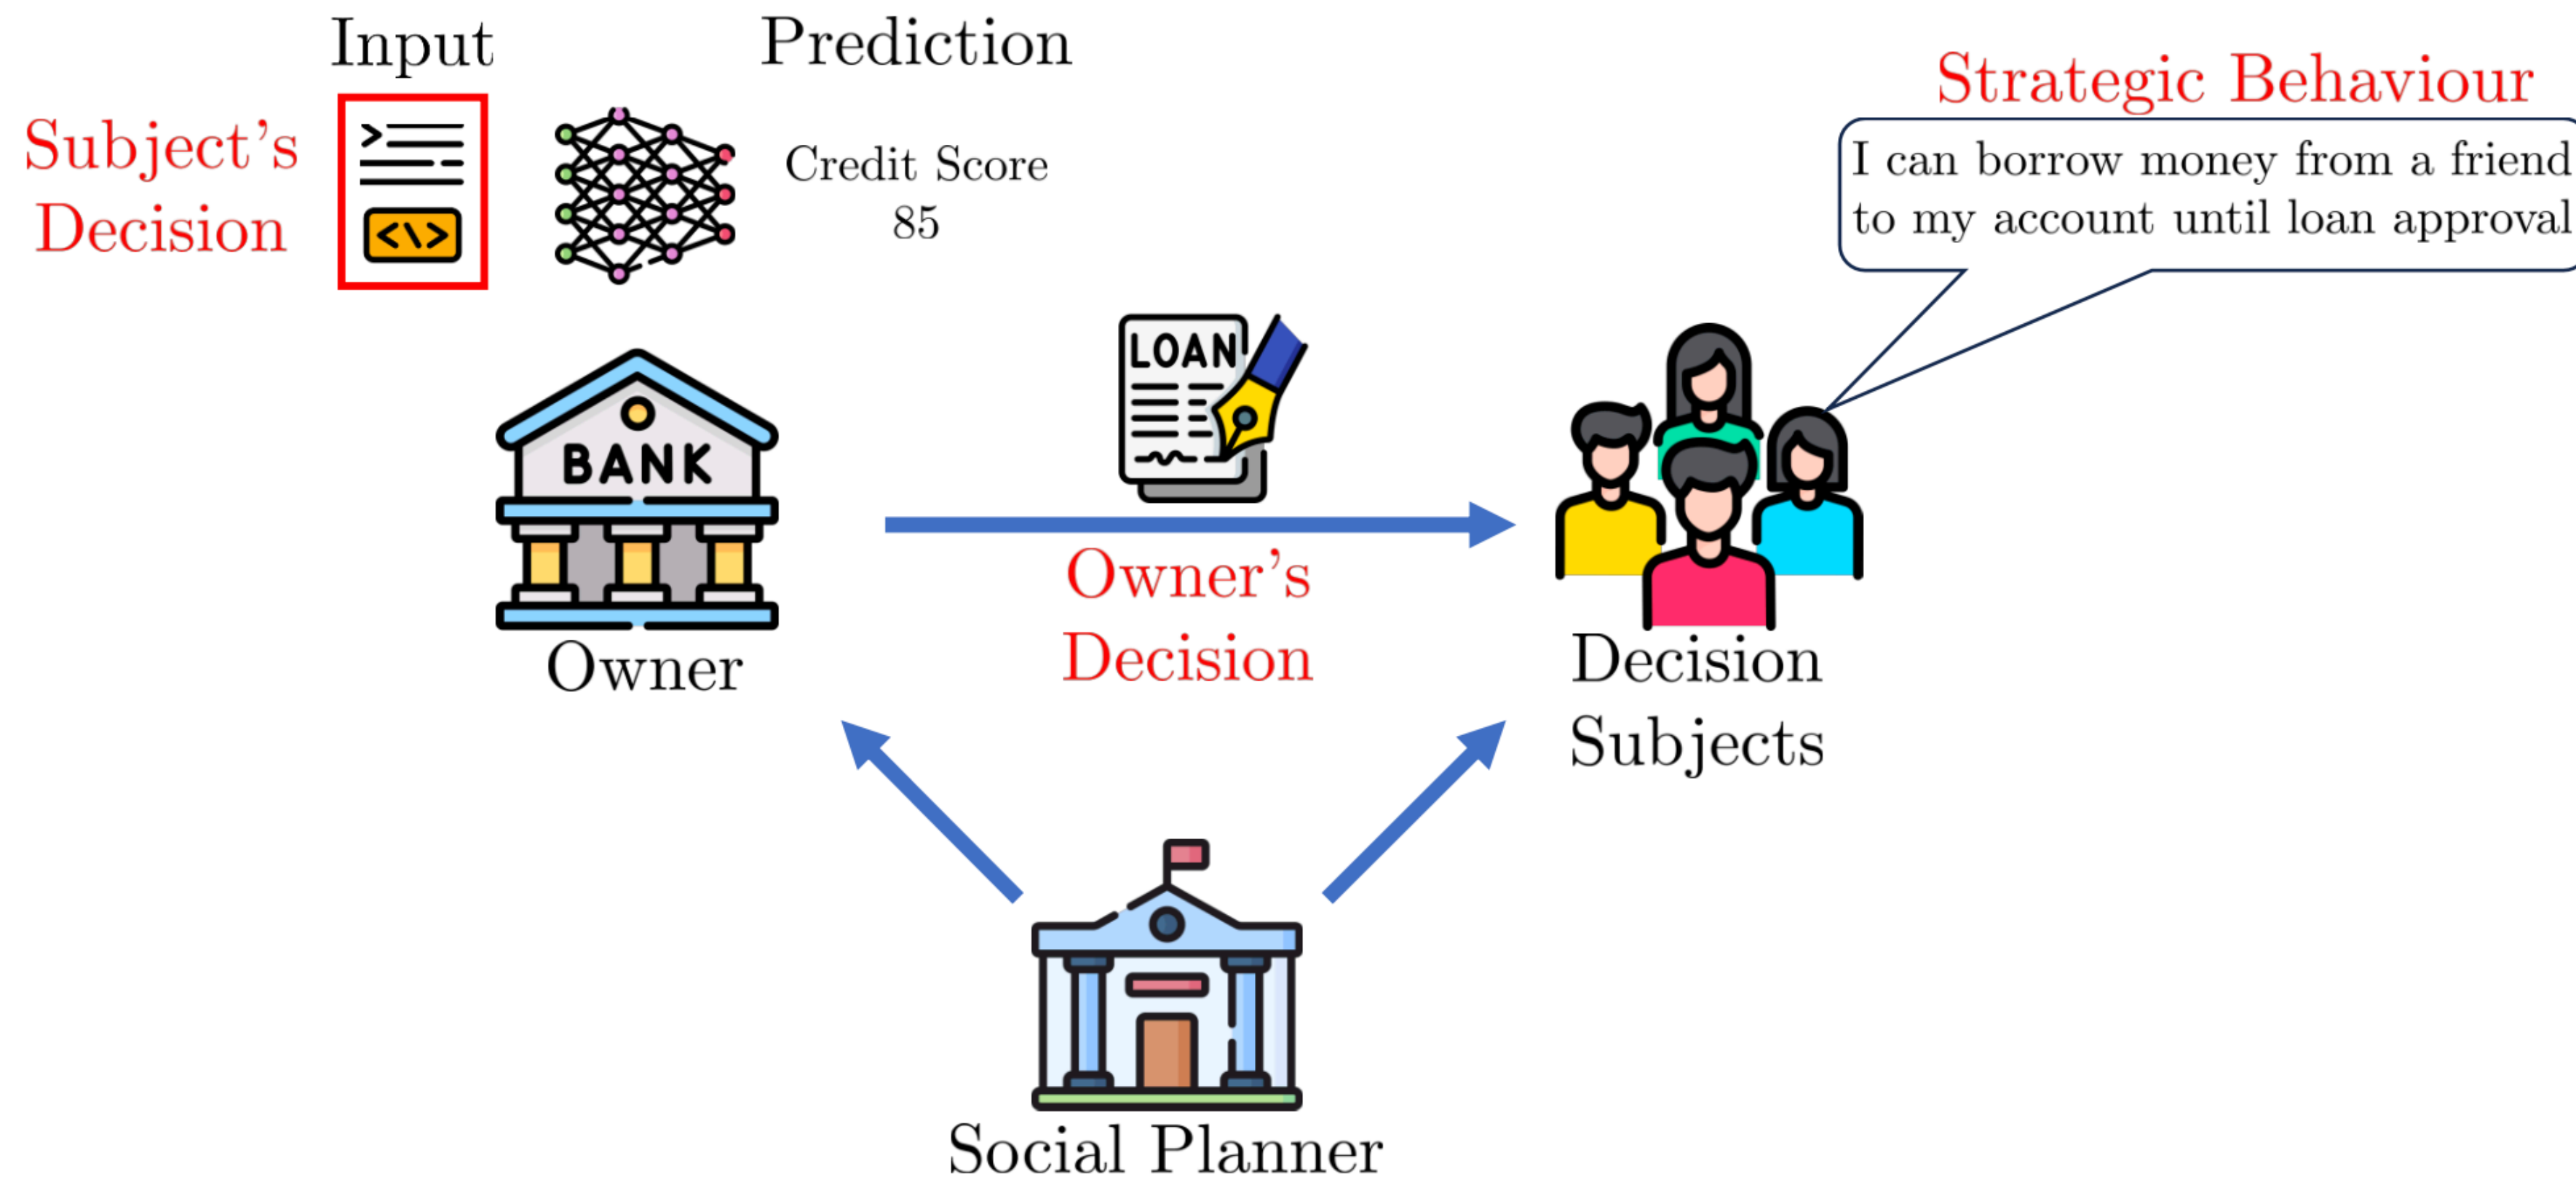 Input
Prediction
Strategic Behaviour
Subject's
Decision
<\>
Credit Score
85
I can borrow money from a friend
to my account until loan approval
LOAN
BANK
Owner's
Decision
Owner
Decision
Subjects
Social Planner